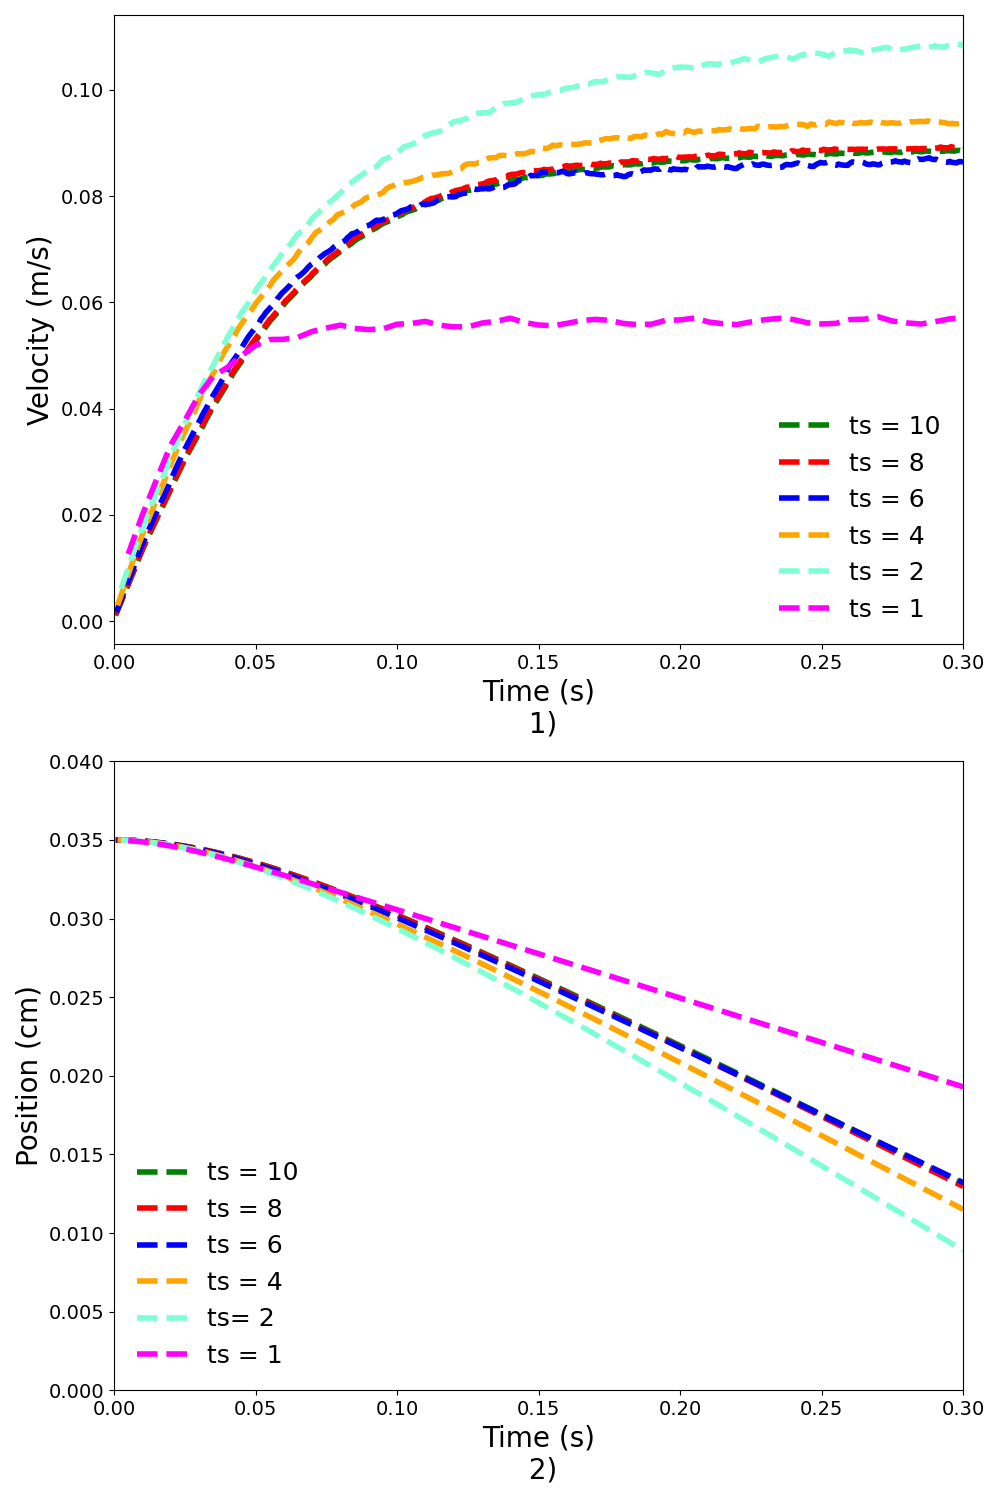 0.10
0.08
0.06
0.04
0.02
0.00
Velocity (m/s)
ts = 10
ts = 8
ts = 6
ts = 4
ts = 2
ts = 1
0.00 0.05 0.10 0.15 0.20 0.25 0.30
Time (s)
1)
0.040
0.035
0.030
0.025
0.020
0.015
0.010
0.005
0.000
Position (cm)
ts = 10
ts = 8
ts = 6
ts = 4
ts= 2
ts = 1
0.00 0.05 0.10 0.15 0.20 0.25 0.30
Time (s)
2)